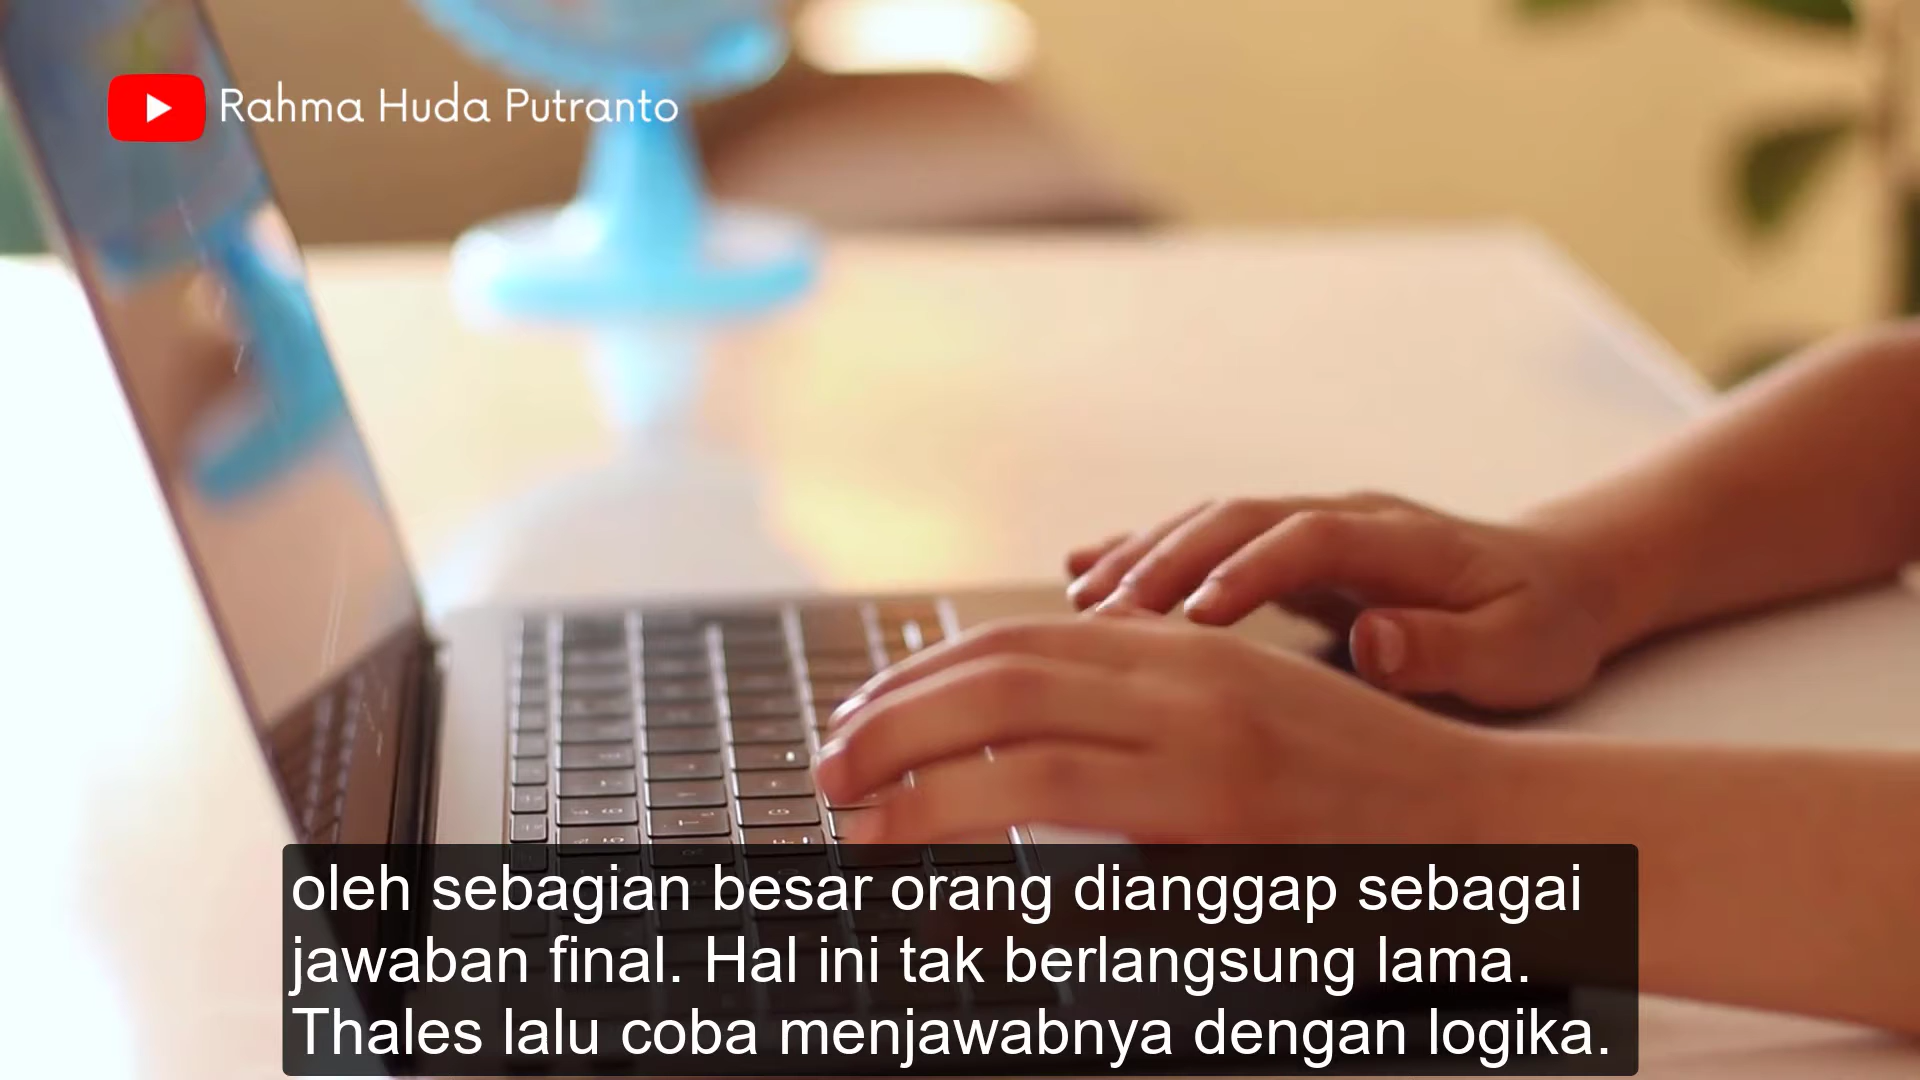 Rahma Huda Putranto
oleh sebagian besar orang dianggap sebagai
jawaban final. Hal ini tak berlangsung lama.
Thales lalu coba menjawabnya dengan logika.